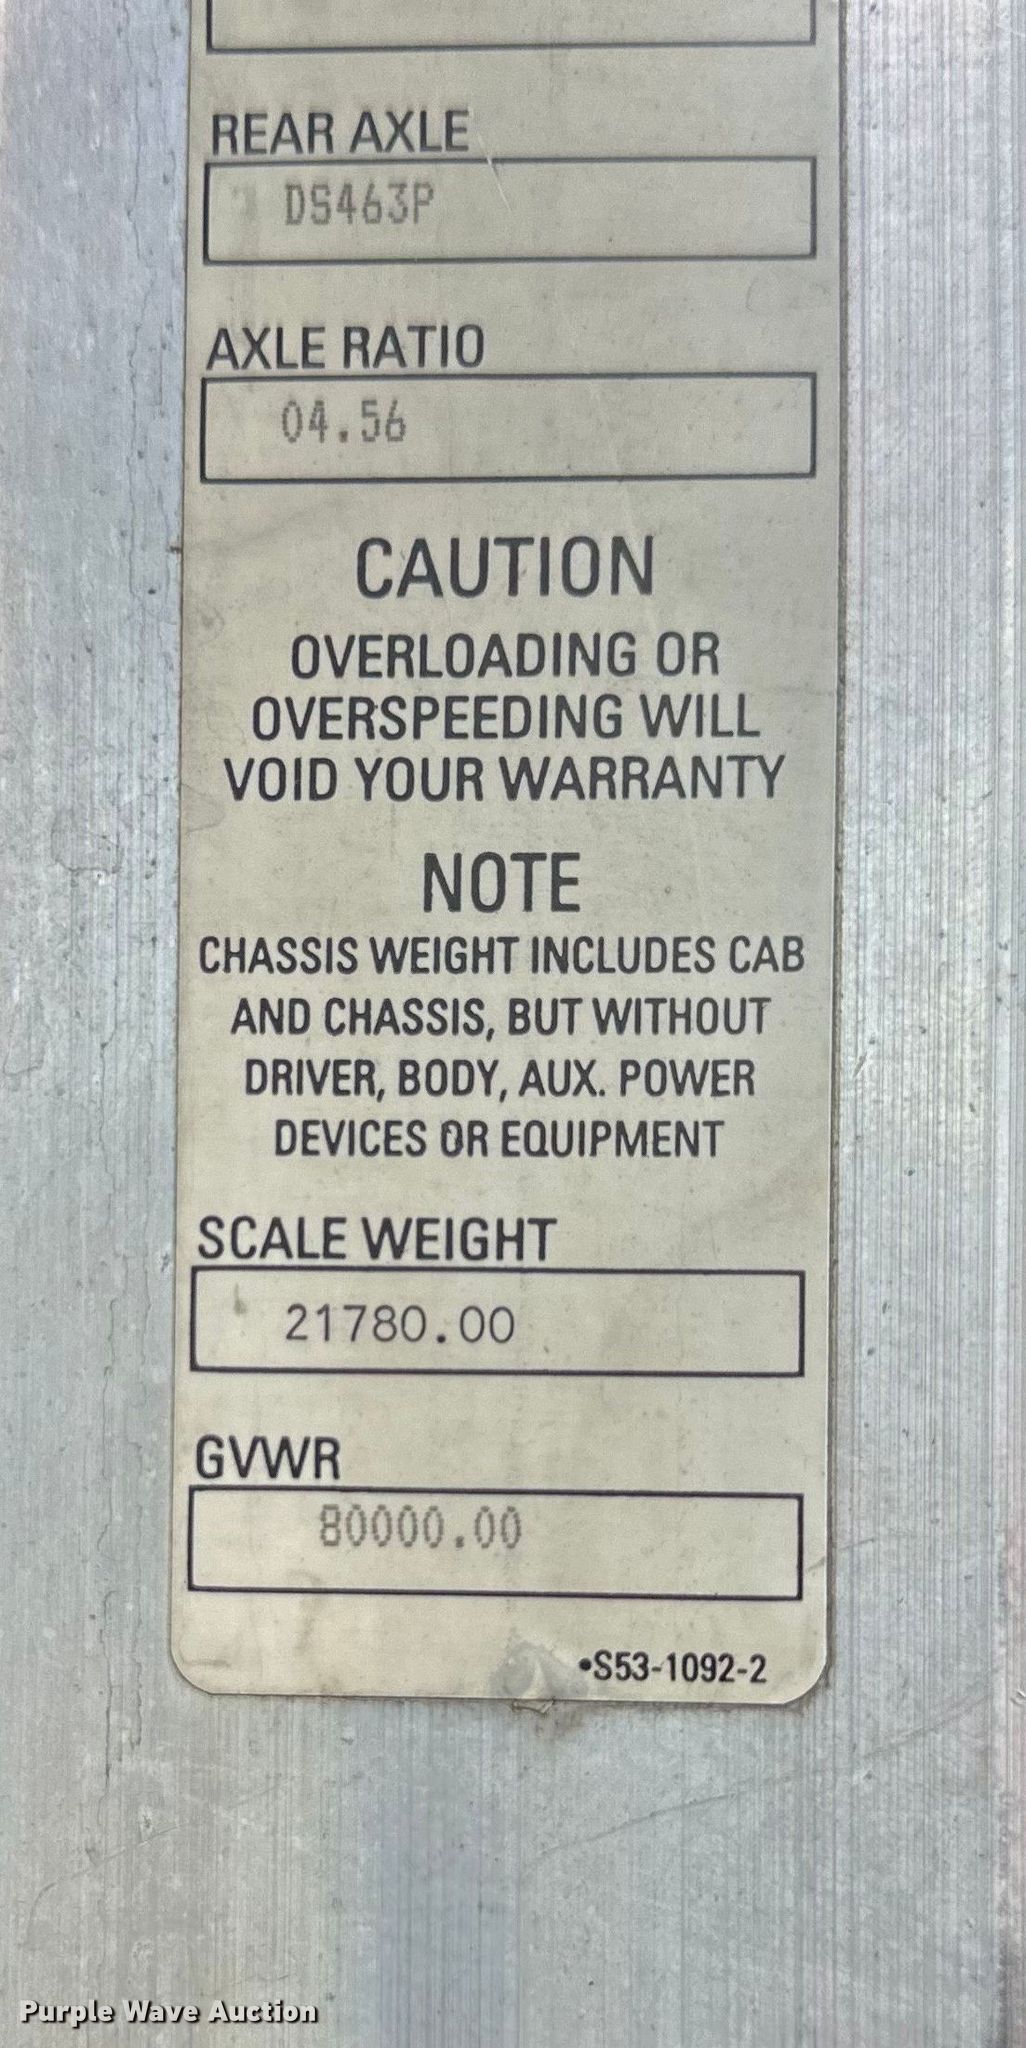 REAR AXLE
DS463P
AXLE RATIO
04.56
CAUTION
OVERLOADING OR
OVERSPEEDING WILL
VOID YOUR WARRANTY
NOTE
CHASSIS WEIGHT INCLUDES CAB
AND CHASSIS, BUT WITHOUT
DRIVER, BODY, AUX. POWER
DEVICES OR EQUIPMENT
SCALE WEIGHT
21780.00
GVWR
80000.00
•S53-1092-2
Purple Wave Auction